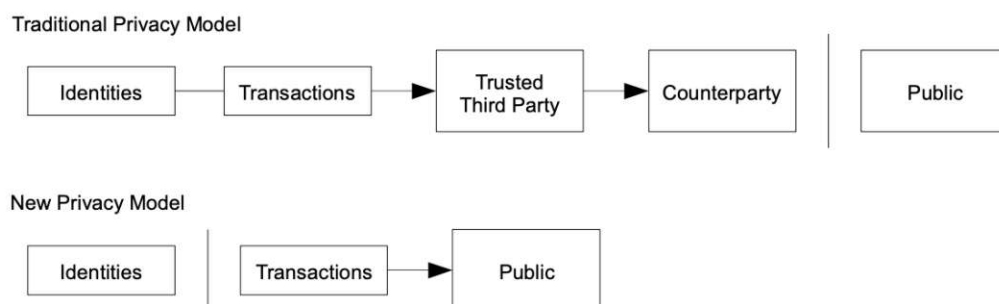 Traditional Privacy Model
Identities
Transactions
Trusted
Third Party
Counterparty
Public
New Privacy Model
Identities
Transactions
Public